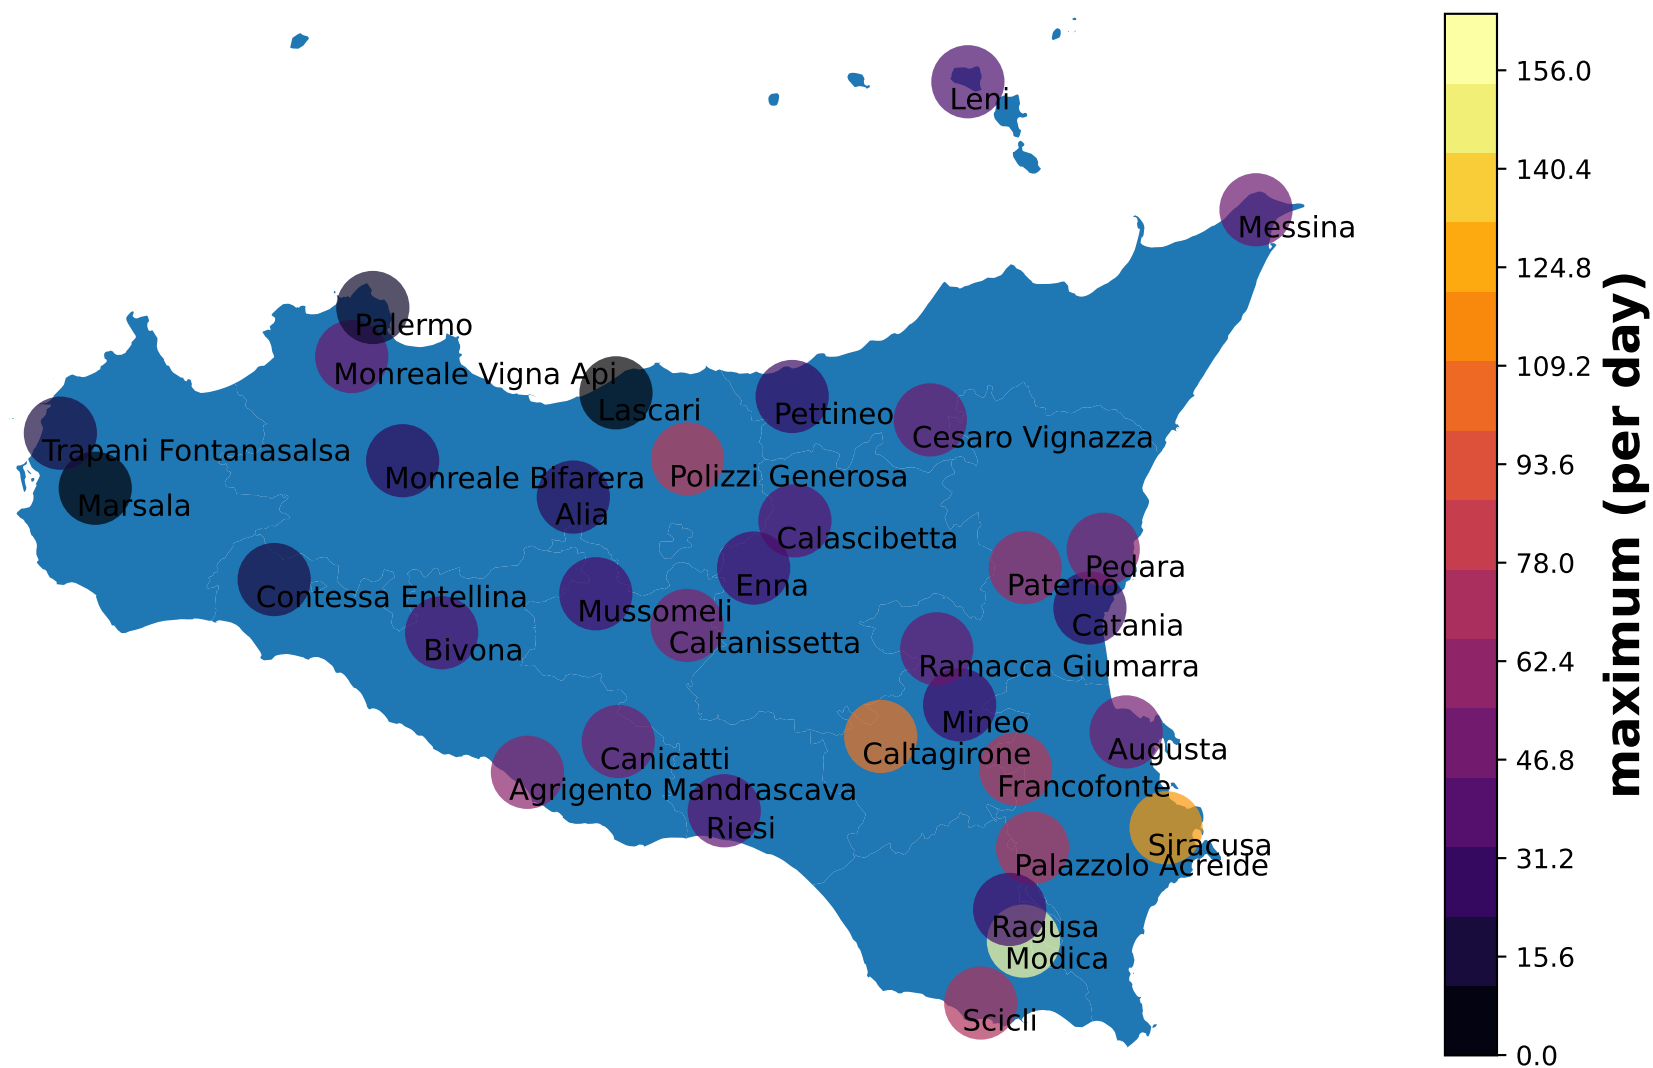 Leni
Messina
Palermo
Monreale Vigna Api
Lascari
Pettineo
Cesaro Vignazza
Trapani Fontanasalsa
Monreale Bifarera
Polizzi Generosa
Marsala
Alia
Calascibetta
Pedara
Paterno
Enna
Contessa Entellina
Mussomeli
Catania
Bivona
Caltanissetta
Ramacca Giumarra
Mineo
Canicatti
Caltagirone
Augusta
Agrigento Mandrascava
Francofonte
Riesi
Siracusa
Palazzolo Acreide
Ragusa
Modica
Scicli
156.0
140.4
124.8
109.2
93.6
78.0
62.4
46.8
31.2
15.6
0.0
maximum (per day)